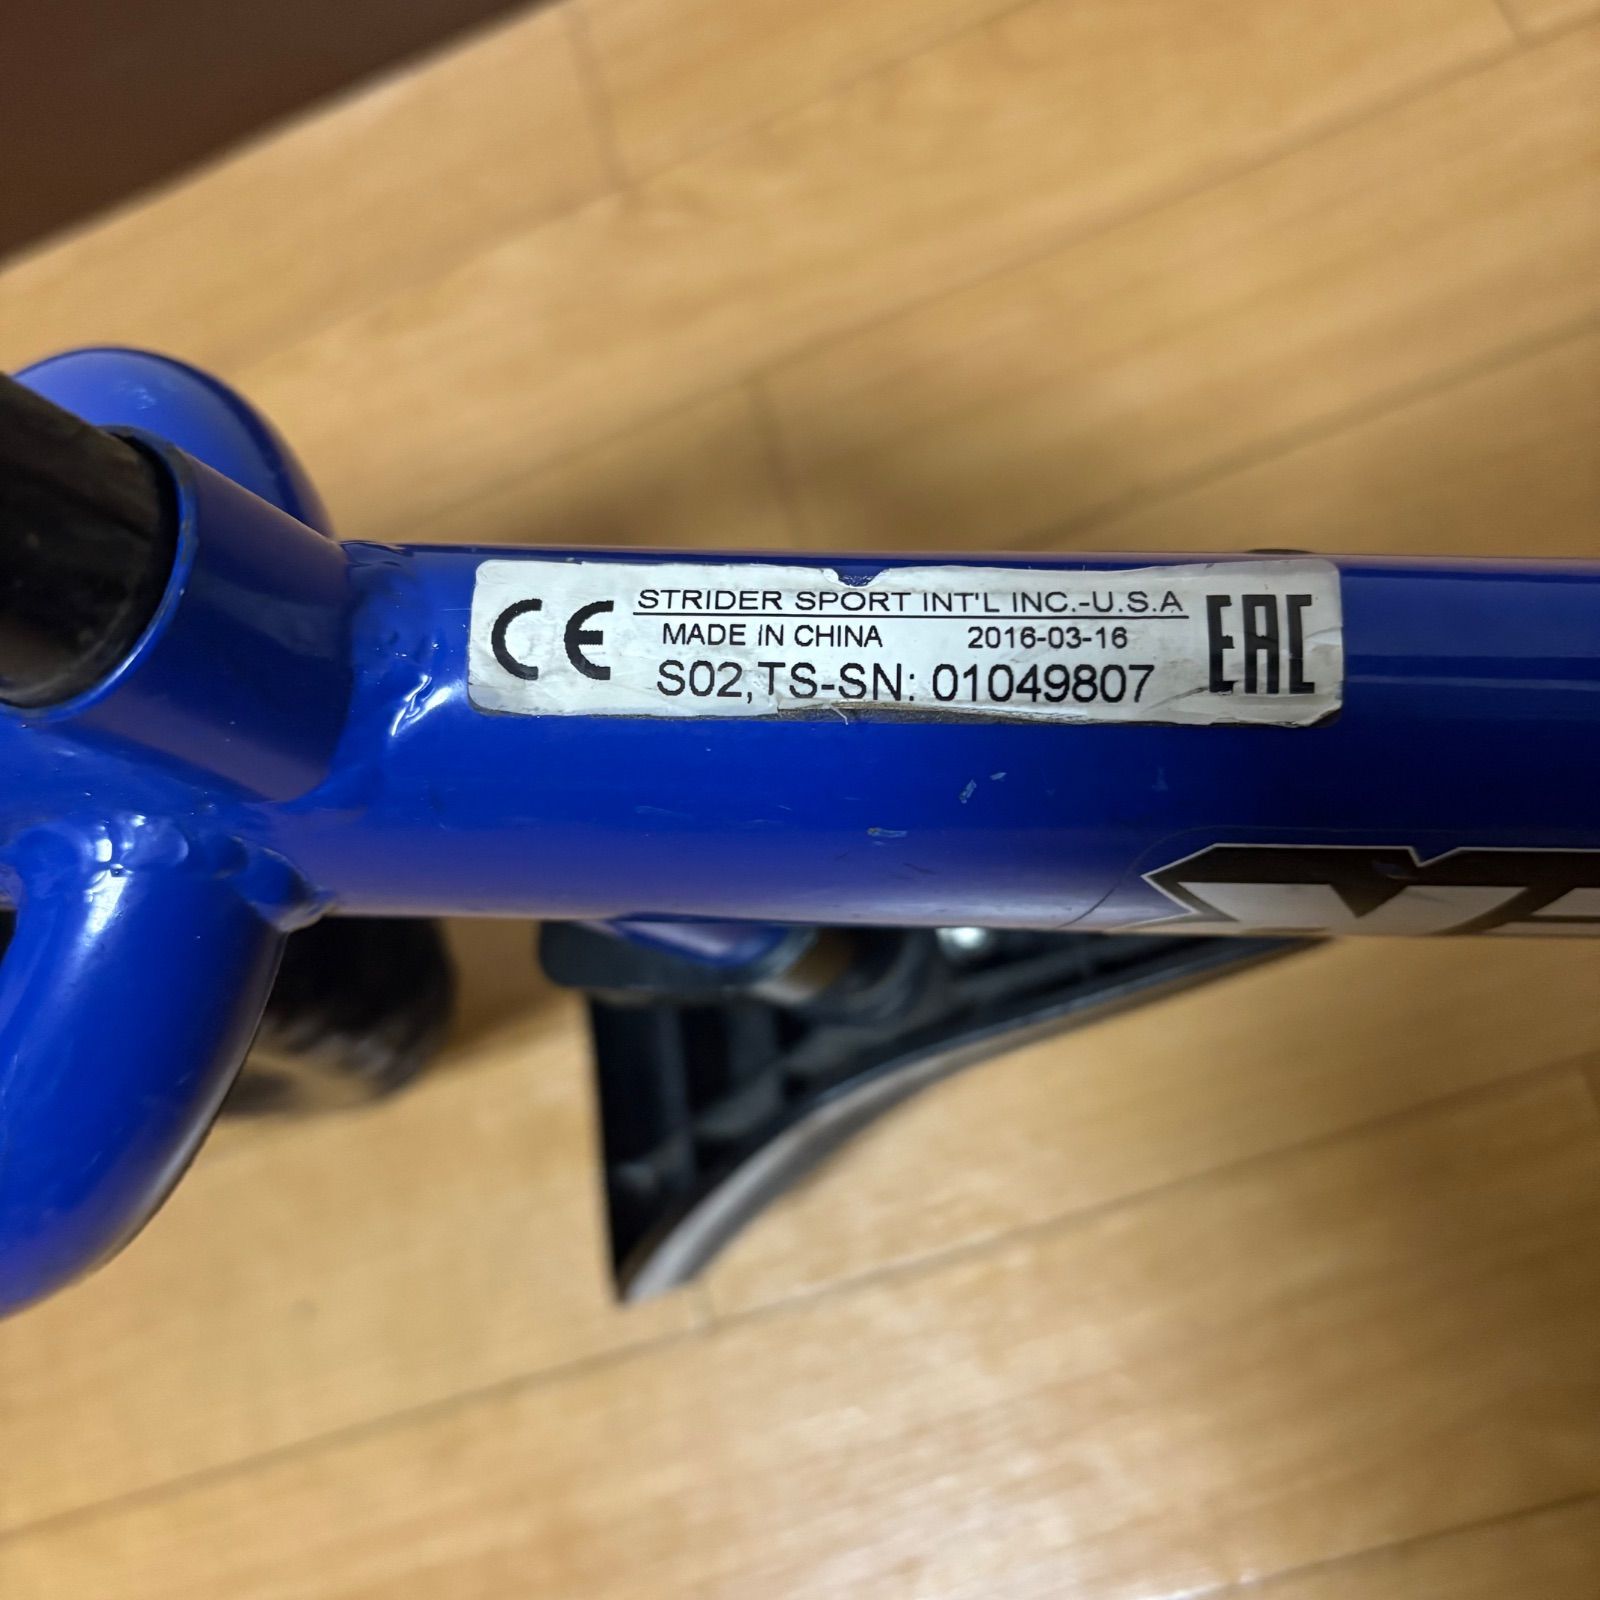 CE
STRIDER SPORT INT'L INC.-U.S.A
MADE IN CHINA 2016-03-16
S02,TS-SN: 01049807
EAC